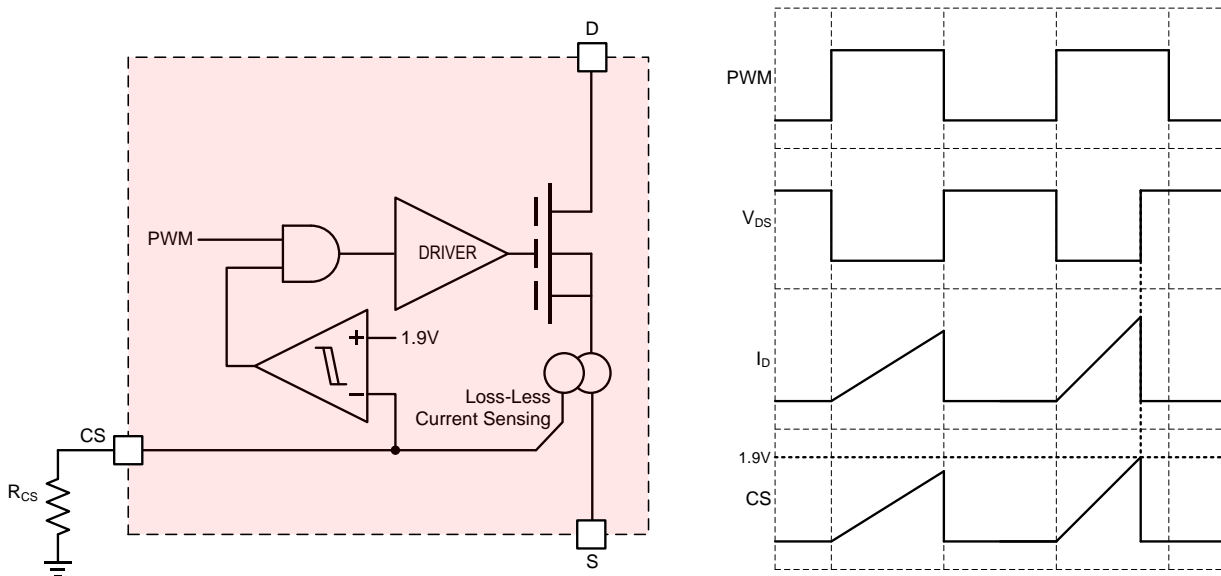 D
PWM
DRIVER
+
1.9V
−
Loss-Less
Current Sensing
CS
RCS
S
PWM
VDS
ID
1.9V
CS